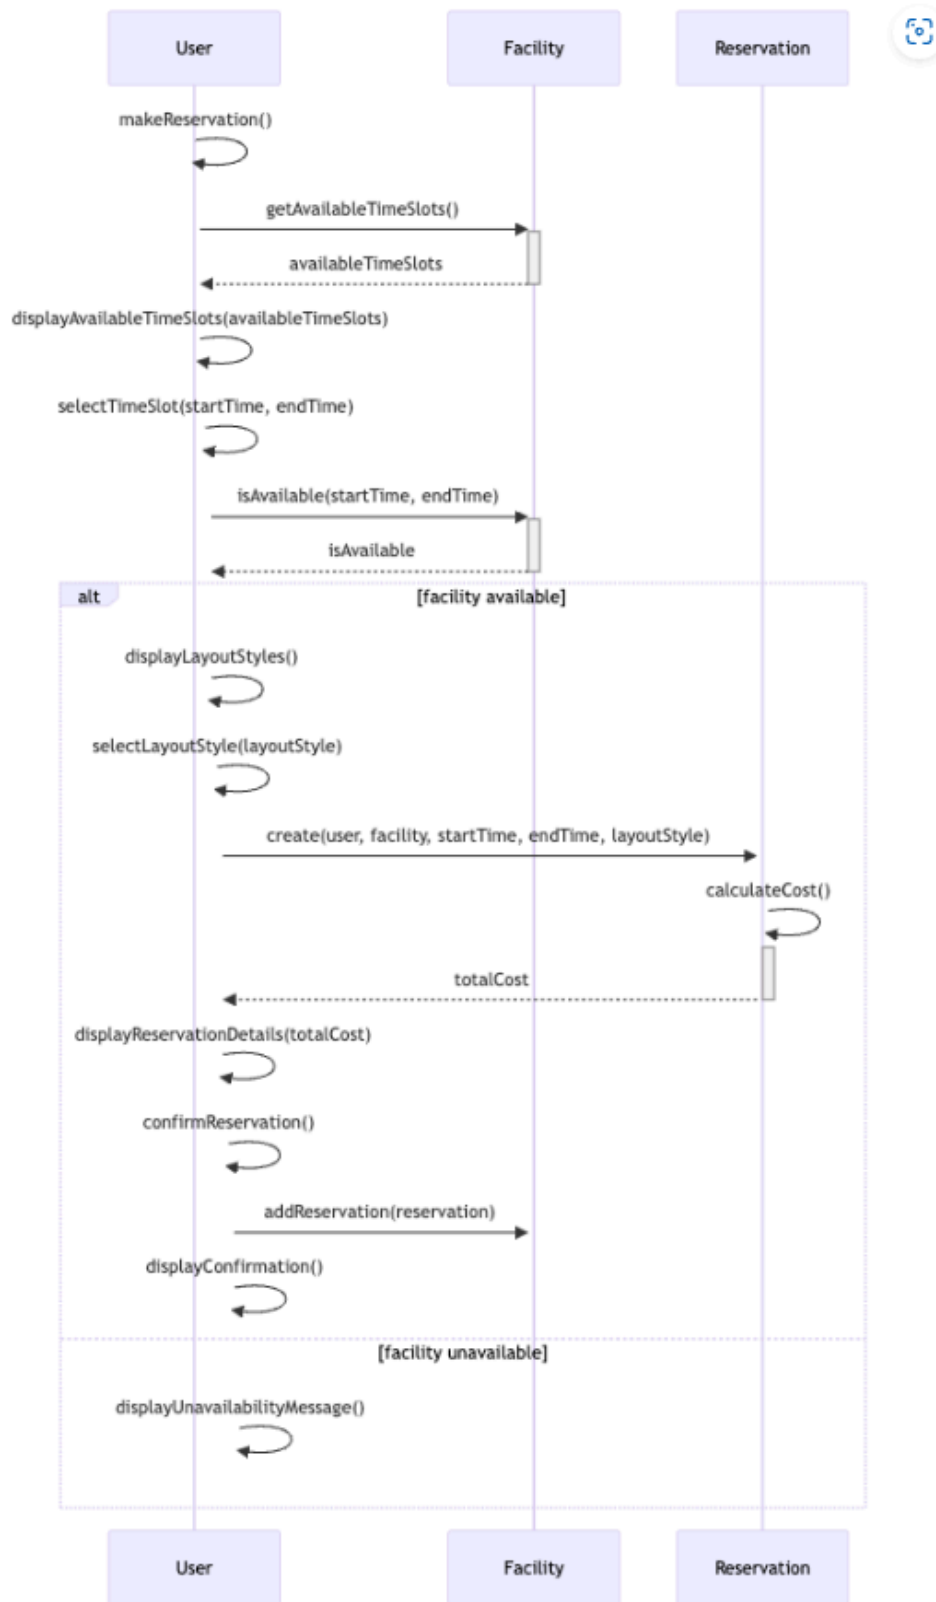 User Facility Reservation
makeReservation()
getAvailableTimeSlots()
availableTimeSlots
displayAvailableTimeSlots(availableTimeSlots)
selectTimeSlot(startTime, endTime)
isAvailable(startTime, endTime)
isAvailable
alt [facility available]
displayLayoutStyles()
selectLayoutStyle(layoutStyle)
create(user, facility, startTime, endTime, layoutStyle)
calculateCost()
totalCost
displayReservationDetails(totalCost)
confirmReservation()
addReservation(reservation)
displayConfirmation()
[facility unavailable]
displayUnavailabilityMessage()
User Facility Reservation